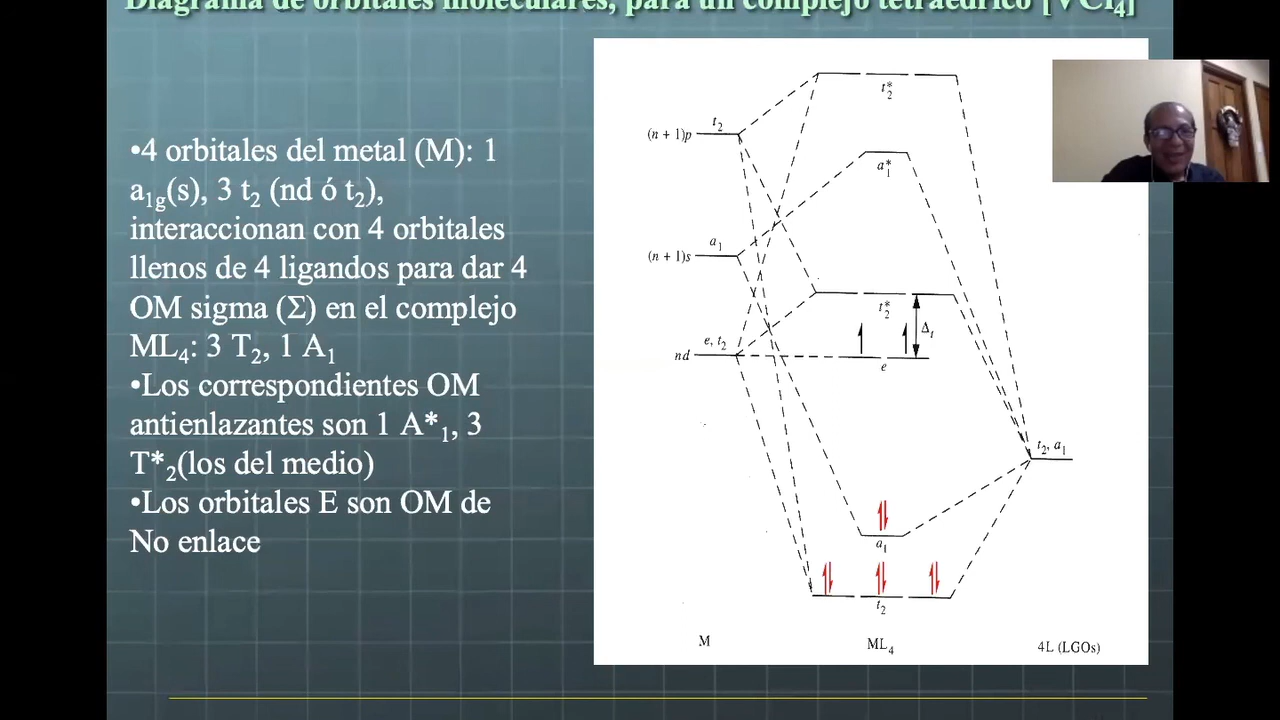 Diagrama de orbitales moleculares, para un complejo tetraédrico [VCl4]
•4 orbitales del metal (M): 1
a1g(s), 3 t2 (nd ó t2),
interaccionan con 4 orbitales
llenos de 4 ligandos para dar 4
OM sigma (Σ) en el complejo
ML4: 3 T2, 1 A1
•Los correspondientes OM
antienlazantes son 1 A*1, 3
T*2(los del medio)
•Los orbitales E son OM de
No enlace
t2*
t2
(n + 1)p
a1*
a1
(n + 1)s
t2*
Δt
e, t2
nd
e
t2, a1
a1
t2
M
ML4
4L (LGOs)